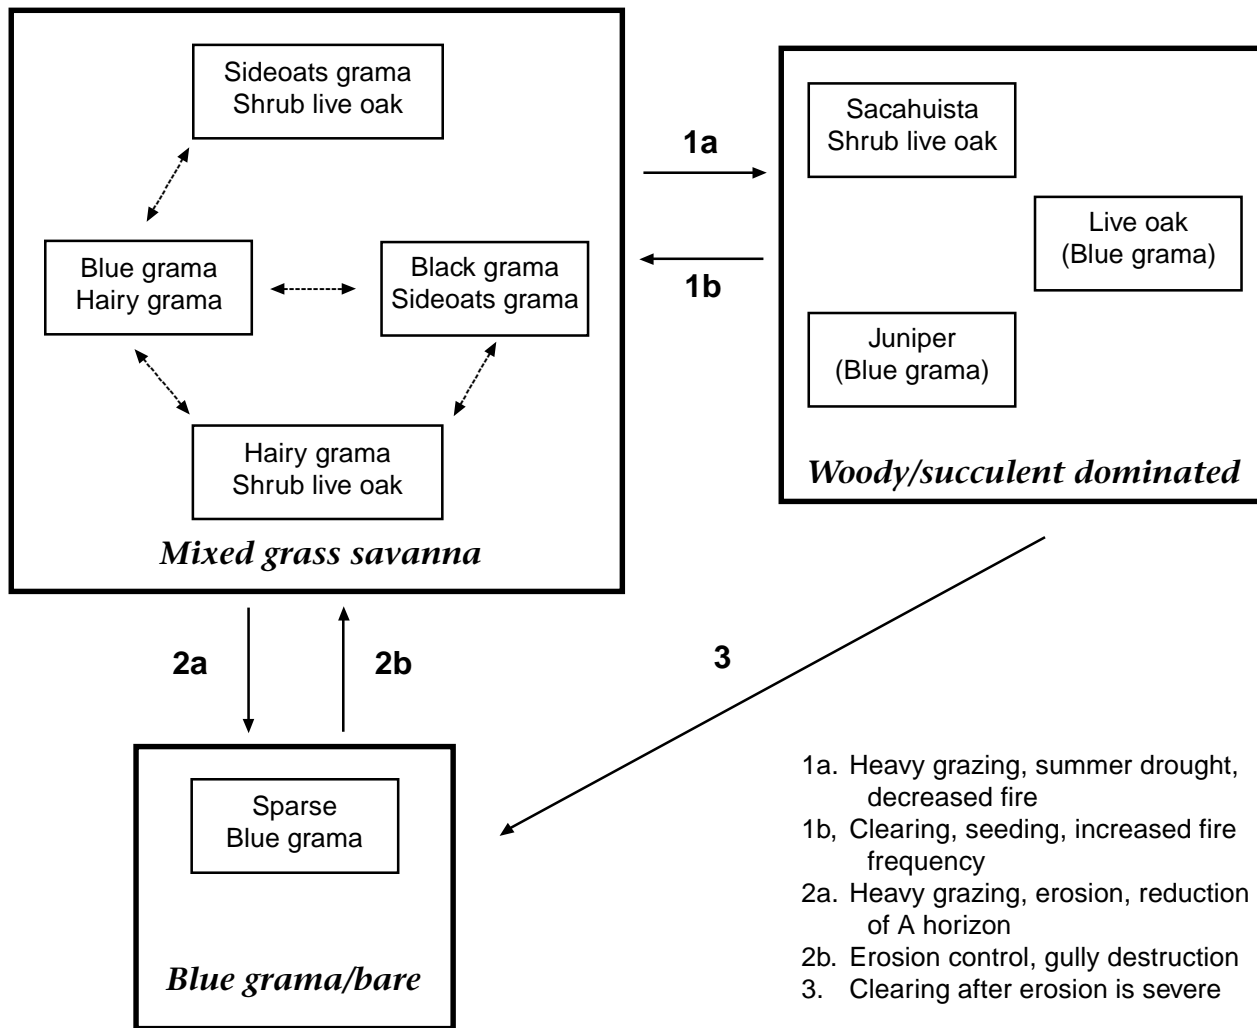 Sideoats grama
Shrub live oak
Blue grama
Hairy grama
Black grama
Sideoats grama
Hairy grama
Shrub live oak
Mixed grass savanna
1a
1b
Sacahuista
Shrub live oak
Live oak
(Blue grama)
Juniper
(Blue grama)
Woody/succulent dominated
2a
2b
3
Sparse
Blue grama
Blue grama/bare
1a. Heavy grazing, summer drought,
decreased fire
1b, Clearing, seeding, increased fire
frequency
2a. Heavy grazing, erosion, reduction
of A horizon
2b. Erosion control, gully destruction
3. Clearing after erosion is severe